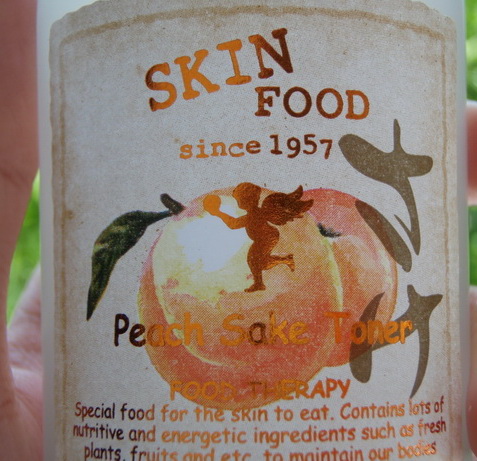 SKIN
FOOD
since 1957
Peach Sake Toner
FOOD THERAPY
Special food for the skin to eat. Contains lots of
nutritive and energetic ingredients such as fresh
plants, fruits and etc. to maintain our bodies